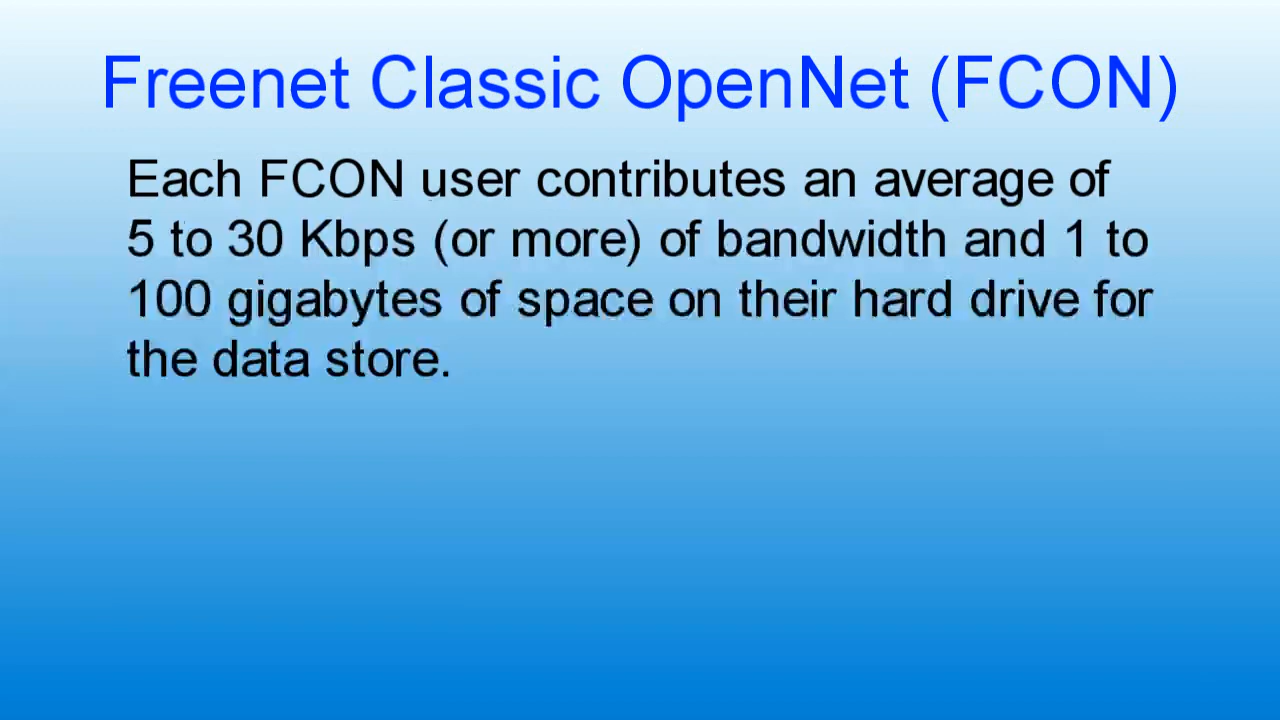 Freenet Classic OpenNet (FCON)
Each FCON user contributes an average of
5 to 30 Kbps (or more) of bandwidth and 1 to
100 gigabytes of space on their hard drive for
the data store.